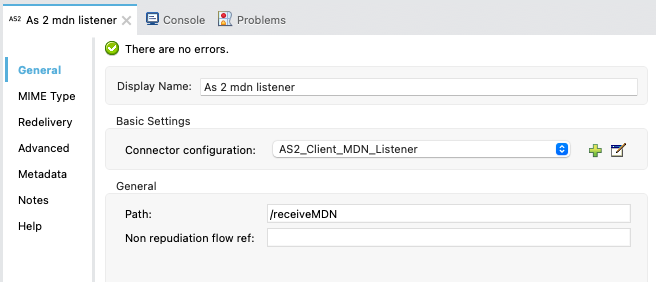 AS2 As 2 mdn listener Console Problems
There are no errors.
General
MIME Type
Redelivery
Advanced
Metadata
Notes
Help
Display Name: As 2 mdn listener
Basic Settings
Connector configuration: AS2_Client_MDN_Listener
General
Path: /receiveMDN
Non repudiation flow ref: